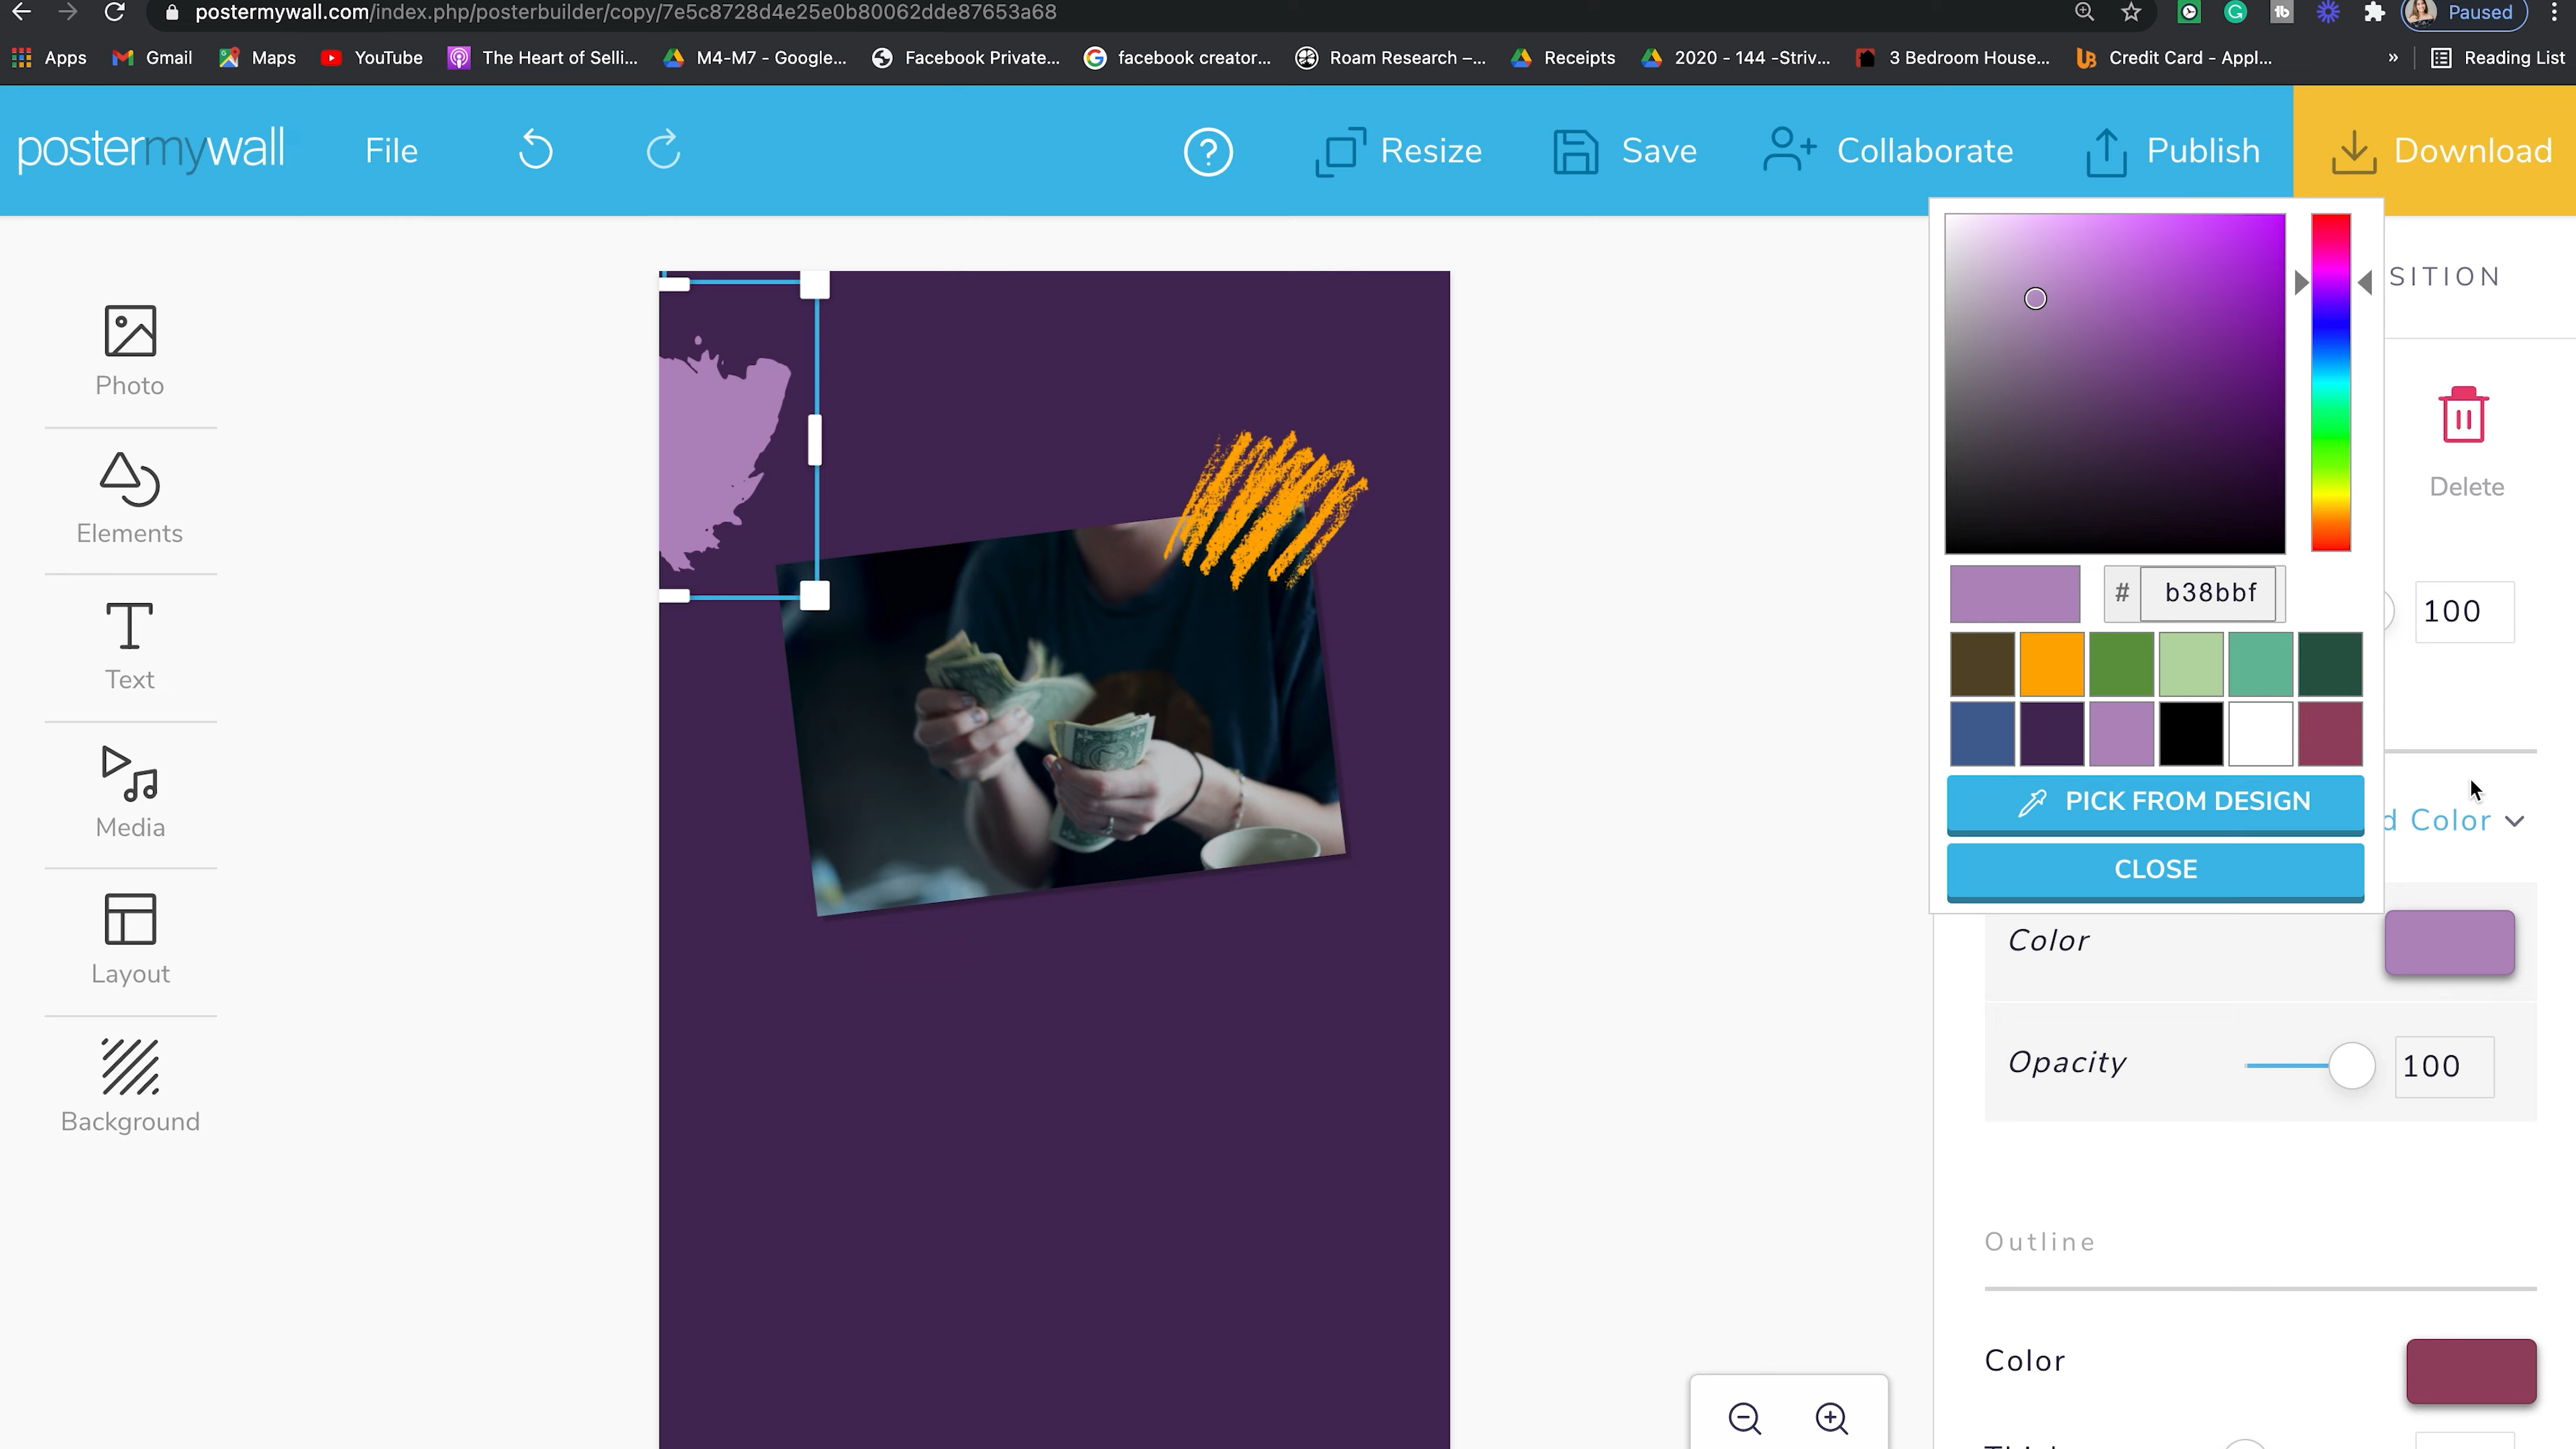 postermywall.com/index.php/posterbuilder/copy/7e5c8728d4e25e0b80062dde87653a68
Paused
Apps
Gmail
Maps
YouTube
The Heart of Selli...
M4-M7 - Google...
Facebook Private...
facebook creator...
Roam Research –...
Receipts
2020 - 144 -Striv...
3 Bedroom House...
Credit Card - Appl...
»
Reading List
postermywall
File
?
Resize
Save
Collaborate
Publish
Download
SITION
Photo
Elements
Text
Media
Layout
Background
Delete
# b38bbf
100
PICK FROM DESIGN
d Color
CLOSE
Color
Opacity
100
Outline
Color